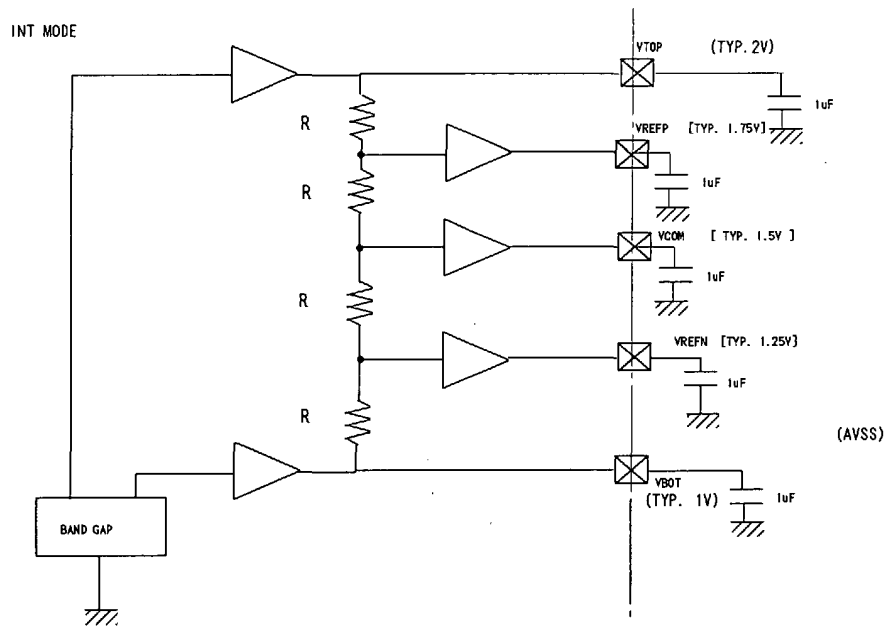 INT MODE
VTOP (TYP. 2V)
1uF
R
VREFP [TYP. 1.75V]
1uF
R
VCOM [ TYP. 1.5V ]
1uF
R
VREFN [TYP. 1.25V]
1uF
R
(AVSS)
VBOT
(TYP. 1V)
1uF
BAND GAP